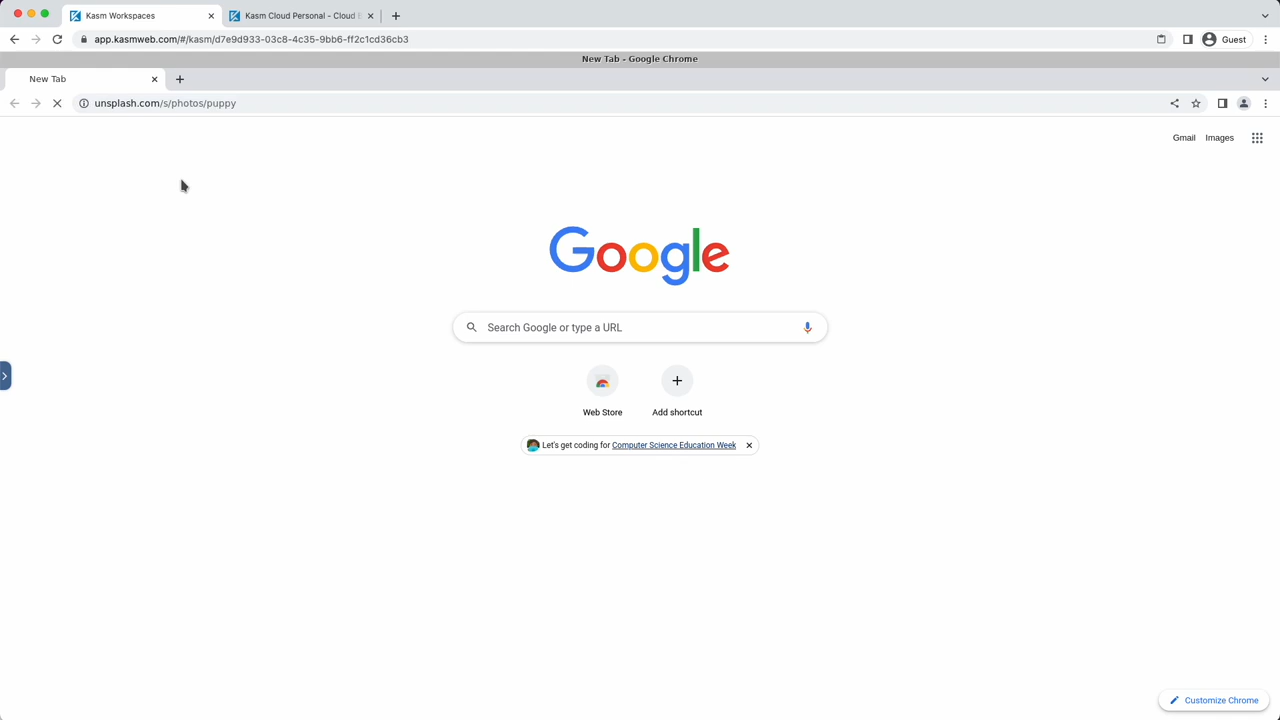 Kasm Workspaces
Kasm Cloud Personal - Cloud
app.kasmweb.com/#/kasm/d7e9d933-03c8-4c35-9bb6-ff2c1cd36cb3
Guest
New Tab - Google Chrome
New Tab
unsplash.com/s/photos/puppy
Gmail
Images
Google
Search Google or type a URL
Web Store
Add shortcut
Let's get coding for Computer Science Education Week
Customize Chrome